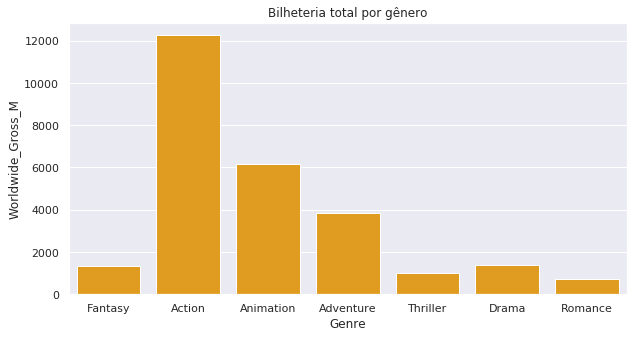 Bilheteria total por gênero
Worldwide_Gross_M
12000
10000
8000
6000
4000
2000
0
Fantasy Action Animation Adventure Thriller Drama Romance
Genre